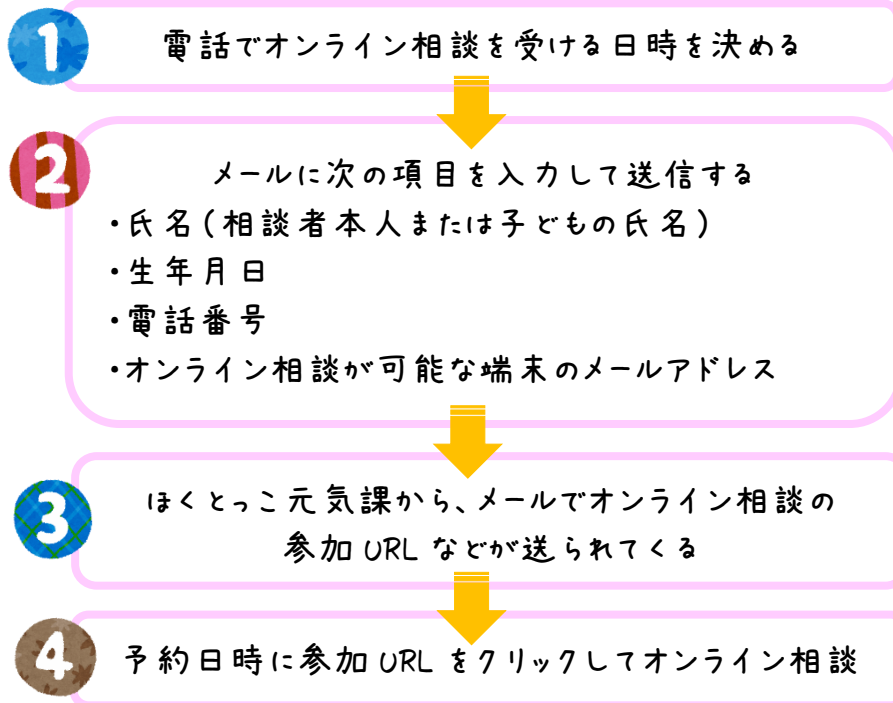 1
電話でオンライン相談を受ける日時を決める
2
メールに次の項目を入力して送信する
・氏名(相談者本人または子どもの氏名)
・生年月日
・電話番号
・オンライン相談が可能な端末のメールアドレス
3
ほくとっこ元気課から、メールでオンライン相談の
参加URLなどが送られてくる
4
予約日時に参加URLをクリックしてオンライン相談